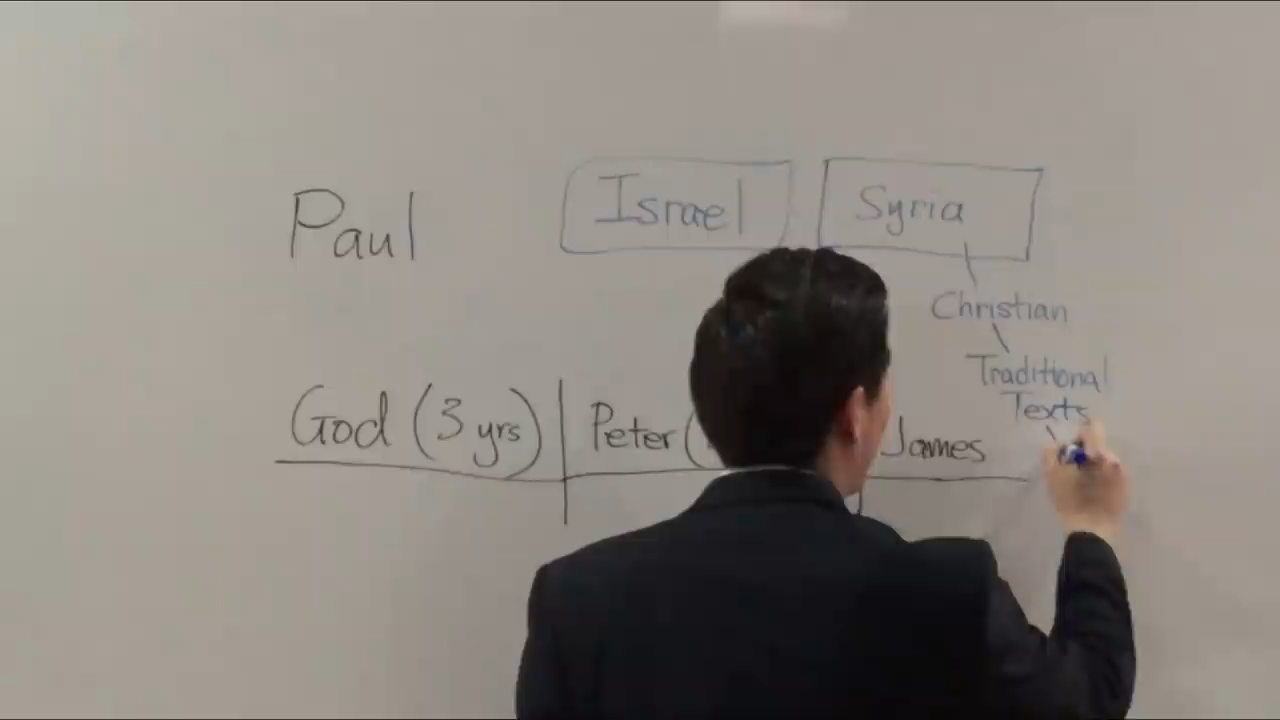 Paul
Israel
Syria
Christian
Traditional
Texts
God (3 yrs)
Peter (
James